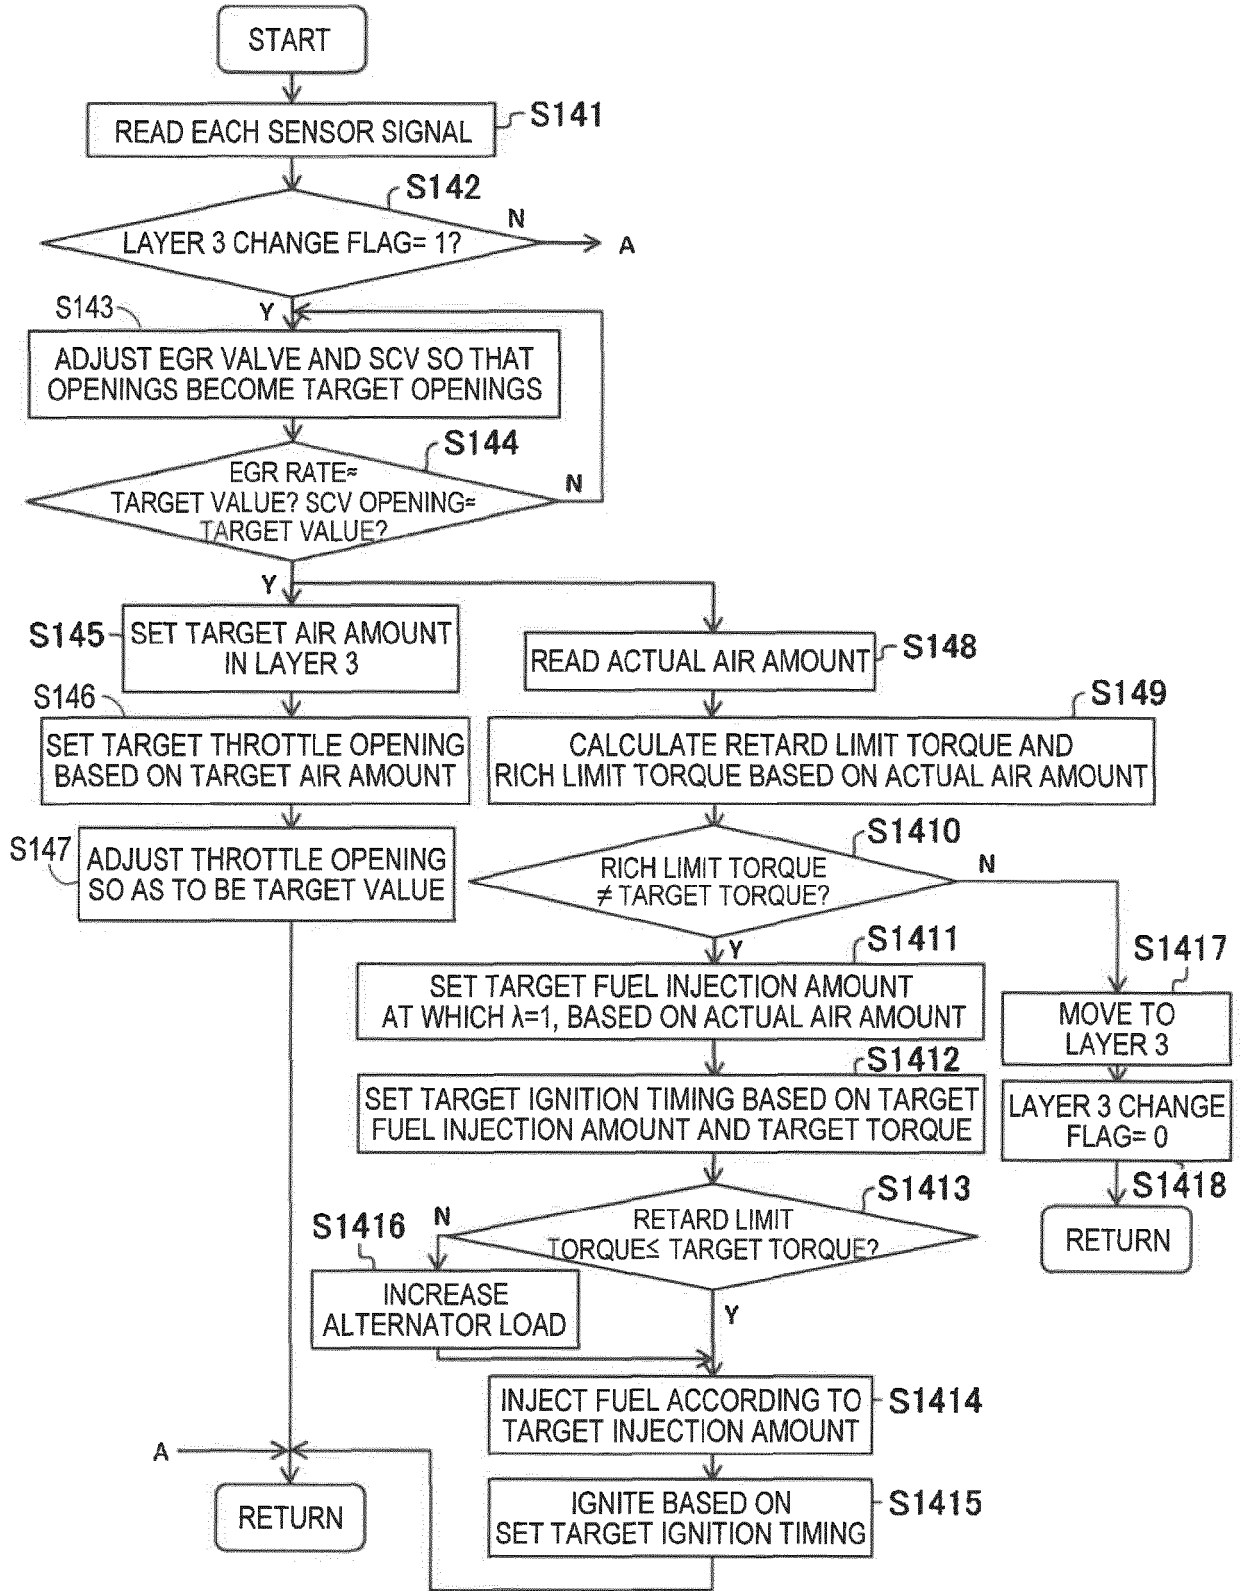 START
READ EACH SENSOR SIGNAL
S141
S142
LAYER 3 CHANGE FLAG= 1?
N
A
Y
S143
ADJUST EGR VALVE AND SCV SO THAT
OPENINGS BECOME TARGET OPENINGS
S144
EGR RATE≈
TARGET VALUE? SCV OPENING≈
TARGET VALUE?
N
Y
S145
SET TARGET AIR AMOUNT
IN LAYER 3
READ ACTUAL AIR AMOUNT
S148
S146
SET TARGET THROTTLE OPENING
BASED ON TARGET AIR AMOUNT
S149
CALCULATE RETARD LIMIT TORQUE AND
RICH LIMIT TORQUE BASED ON ACTUAL AIR AMOUNT
S147
ADJUST THROTTLE OPENING
SO AS TO BE TARGET VALUE
S1410
RICH LIMIT TORQUE
≠ TARGET TORQUE?
N
Y
S1411
SET TARGET FUEL INJECTION AMOUNT
AT WHICH λ=1, BASED ON ACTUAL AIR AMOUNT
S1417
MOVE TO
LAYER 3
S1412
SET TARGET IGNITION TIMING BASED ON TARGET
FUEL INJECTION AMOUNT AND TARGET TORQUE
LAYER 3 CHANGE
FLAG= 0
S1418
RETURN
S1413
RETARD LIMIT
TORQUE≤ TARGET TORQUE?
N
S1416
INCREASE
ALTERNATOR LOAD
Y
INJECT FUEL ACCORDING TO
TARGET INJECTION AMOUNT
S1414
A
RETURN
IGNITE BASED ON
SET TARGET IGNITION TIMING
S1415